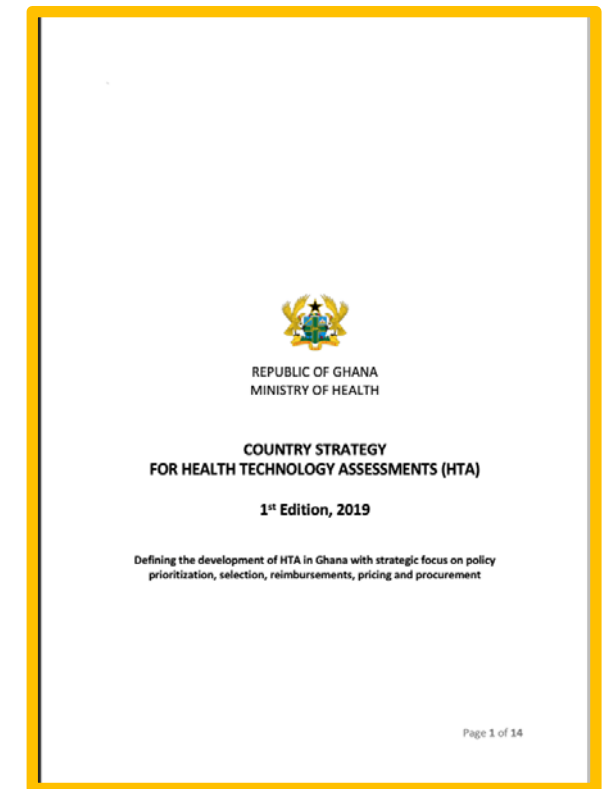 REPUBLIC OF GHANA
MINISTRY OF HEALTH
COUNTRY STRATEGY
FOR HEALTH TECHNOLOGY ASSESSMENTS (HTA)
1st Edition, 2019
Defining the development of HTA in Ghana with strategic focus on policy
prioritization, selection, reimbursements, pricing and procurement
Page 1 of 14